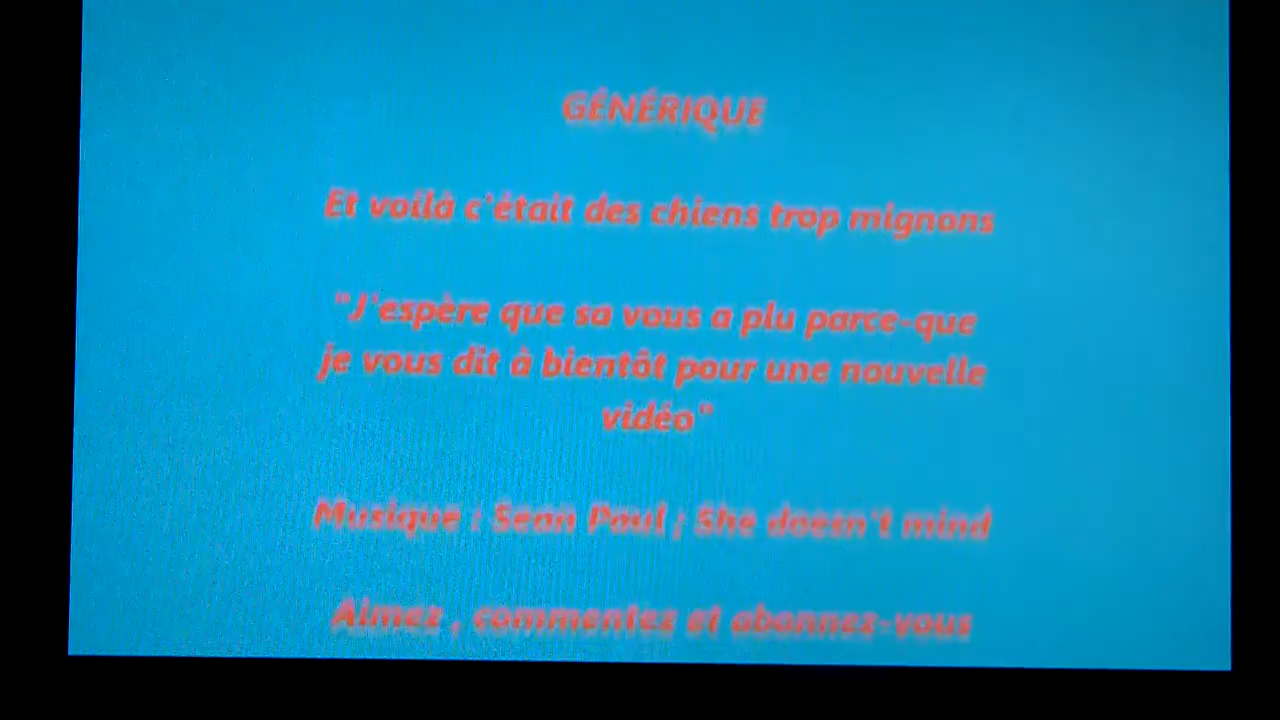 GÉNÉRIQUE
Et voilà c'était des chiens trop mignons
"J'espère que sa vous a plu parce-que
je vous dit à bientôt pour une nouvelle
vidéo"
Musique : Sean Paul ; She doesn't mind
Aimez , commentez et abonnez-vous